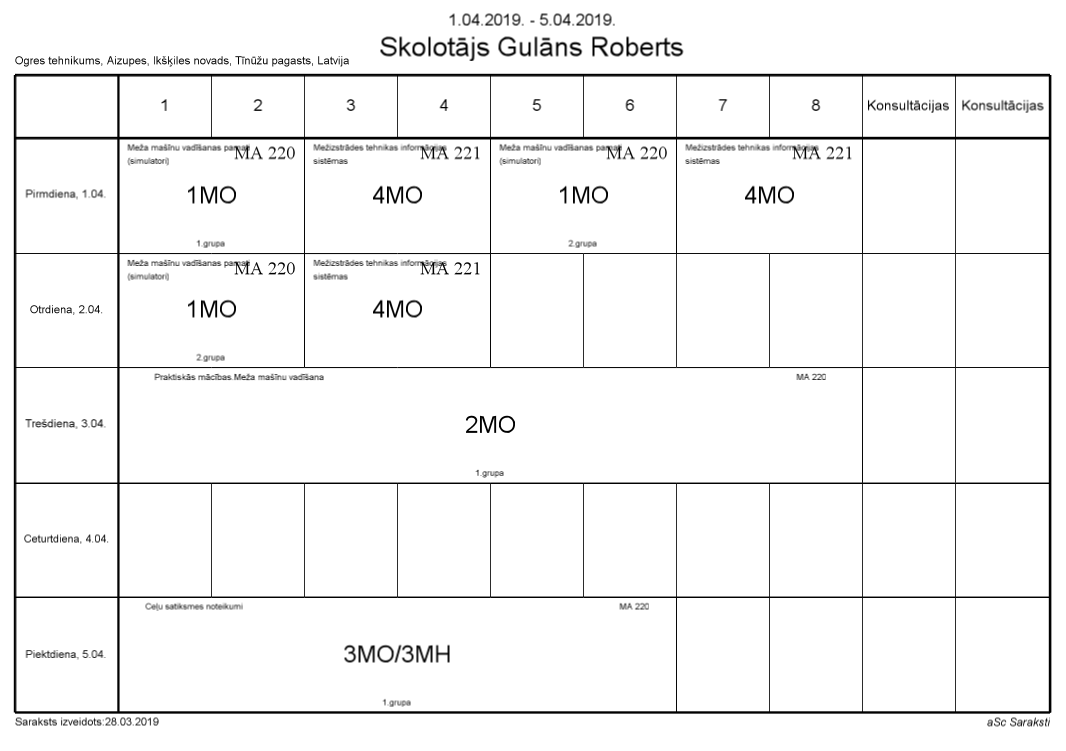 1.04.2019. - 5.04.2019.
Skolotājs Gulāns Roberts
Ogres tehnikums, Aizupes, Ikšķiles novads, Tīnūžu pagasts, Latvija
1 2 3 4 5 6 7 8 Konsultācijas Konsultācijas
Pirmdiena, 1.04.
Meža mašīnu vadīšanas pamati MA 220
(simulatori)
1MO
1.grupa
Mežizstrādes tehnikas informācijas MA 221
sistēmas
4MO
Meža mašīnu vadīšanas pamati MA 220
(simulatori)
1MO
2.grupa
Mežizstrādes tehnikas informācijas MA 221
sistēmas
4MO
Otrdiena, 2.04.
Meža mašīnu vadīšanas pamati MA 220
(simulatori)
1MO
2.grupa
Mežizstrādes tehnikas informācijas MA 221
sistēmas
4MO
Trešdiena, 3.04.
Praktiskās mācības.Meža mašīnu vadīšana MA 220
2MO
1.grupa
Ceturtdiena, 4.04.
Piektdiena, 5.04.
Ceļu satiksmes noteikumi MA 220
3MO/3MH
1.grupa
Saraksts izveidots:28.03.2019 aSc Saraksti